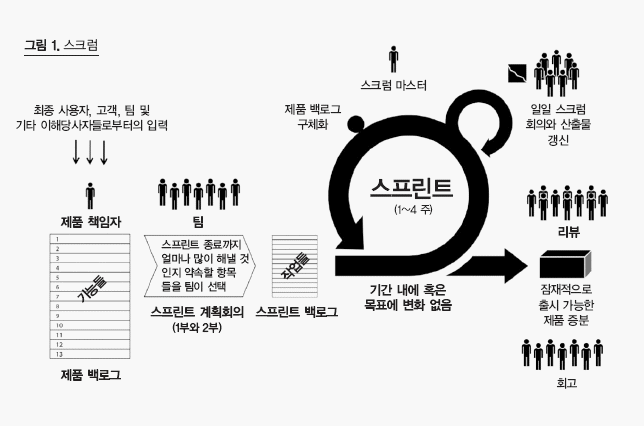 그림 1. 스크럼
최종 사용자, 고객, 팀 및
기타 이해당사자들로부터의 입력
제품 책임자
1
2
3
4
5
6
7
8
9
10
11
12
13
기능들
제품 백로그
팀
스프린트 종료까지
얼마나 많이 해낼 것
인지 약속할 항목
들을 팀이 선택
스프린트 계획회의
(1부와 2부)
작업들
스프린트 백로그
스크럼 마스터
제품 백로그
구체화
스프린트
(1~4 주)
기간 내에 혹은
목표에 변화 없음
일일 스크럼
회의와 산출물
갱신
리뷰
잠재적으로
출시 가능한
제품 증분
회고